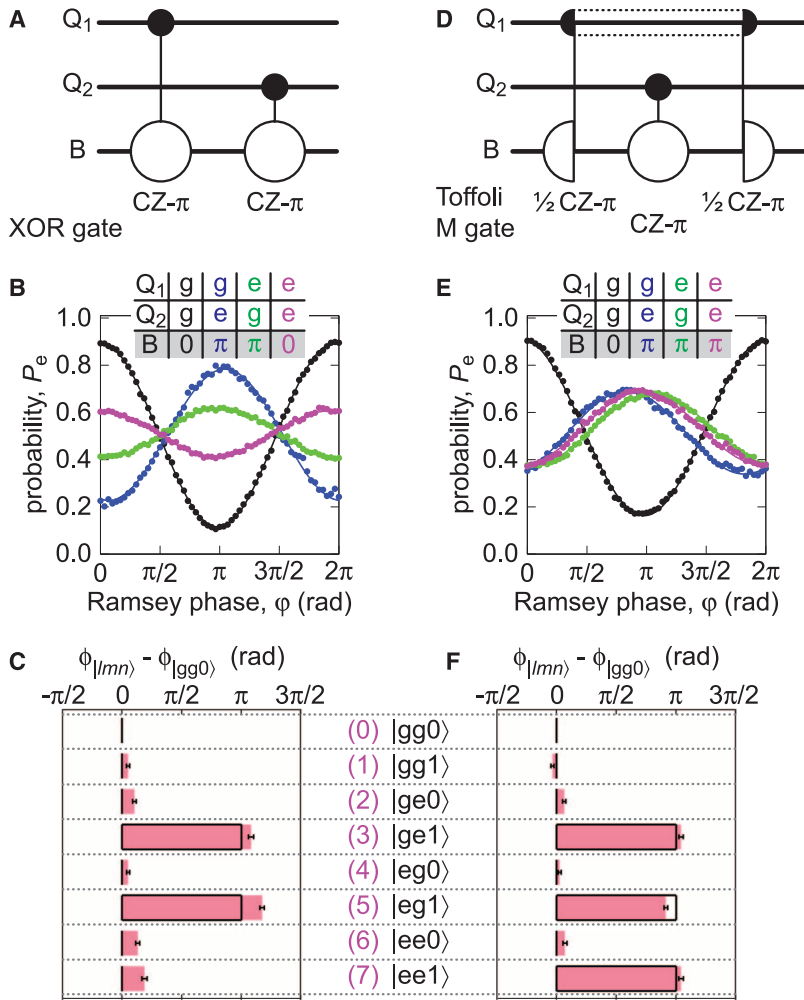 A
Q1
Q2
B
CZ-π
CZ-π
XOR gate
B
Q1 g g e e
Q2 g e g e
B 0 π π 0
probability, Pe
1.0
0.8
0.6
0.4
0.2
0.0
0 π/2 π 3π/2 2π
Ramsey phase, φ (rad)
C
ϕ|lmn⟩ - ϕ|gg0⟩ (rad)
-π/2 0 π/2 π 3π/2
D
Q1
Q2
B
Toffoli
M gate
½ CZ-π
CZ-π
½ CZ-π
E
Q1 g g e e
Q2 g e g e
B 0 π π π
probability, Pe
1.0
0.8
0.6
0.4
0.2
0.0
0 π/2 π 3π/2 2π
Ramsey phase, φ (rad)
F
ϕ|lmn⟩ - ϕ|gg0⟩ (rad)
-π/2 0 π/2 π 3π/2
(0) |gg0⟩
(1) |gg1⟩
(2) |ge0⟩
(3) |ge1⟩
(4) |eg0⟩
(5) |eg1⟩
(6) |ee0⟩
(7) |ee1⟩